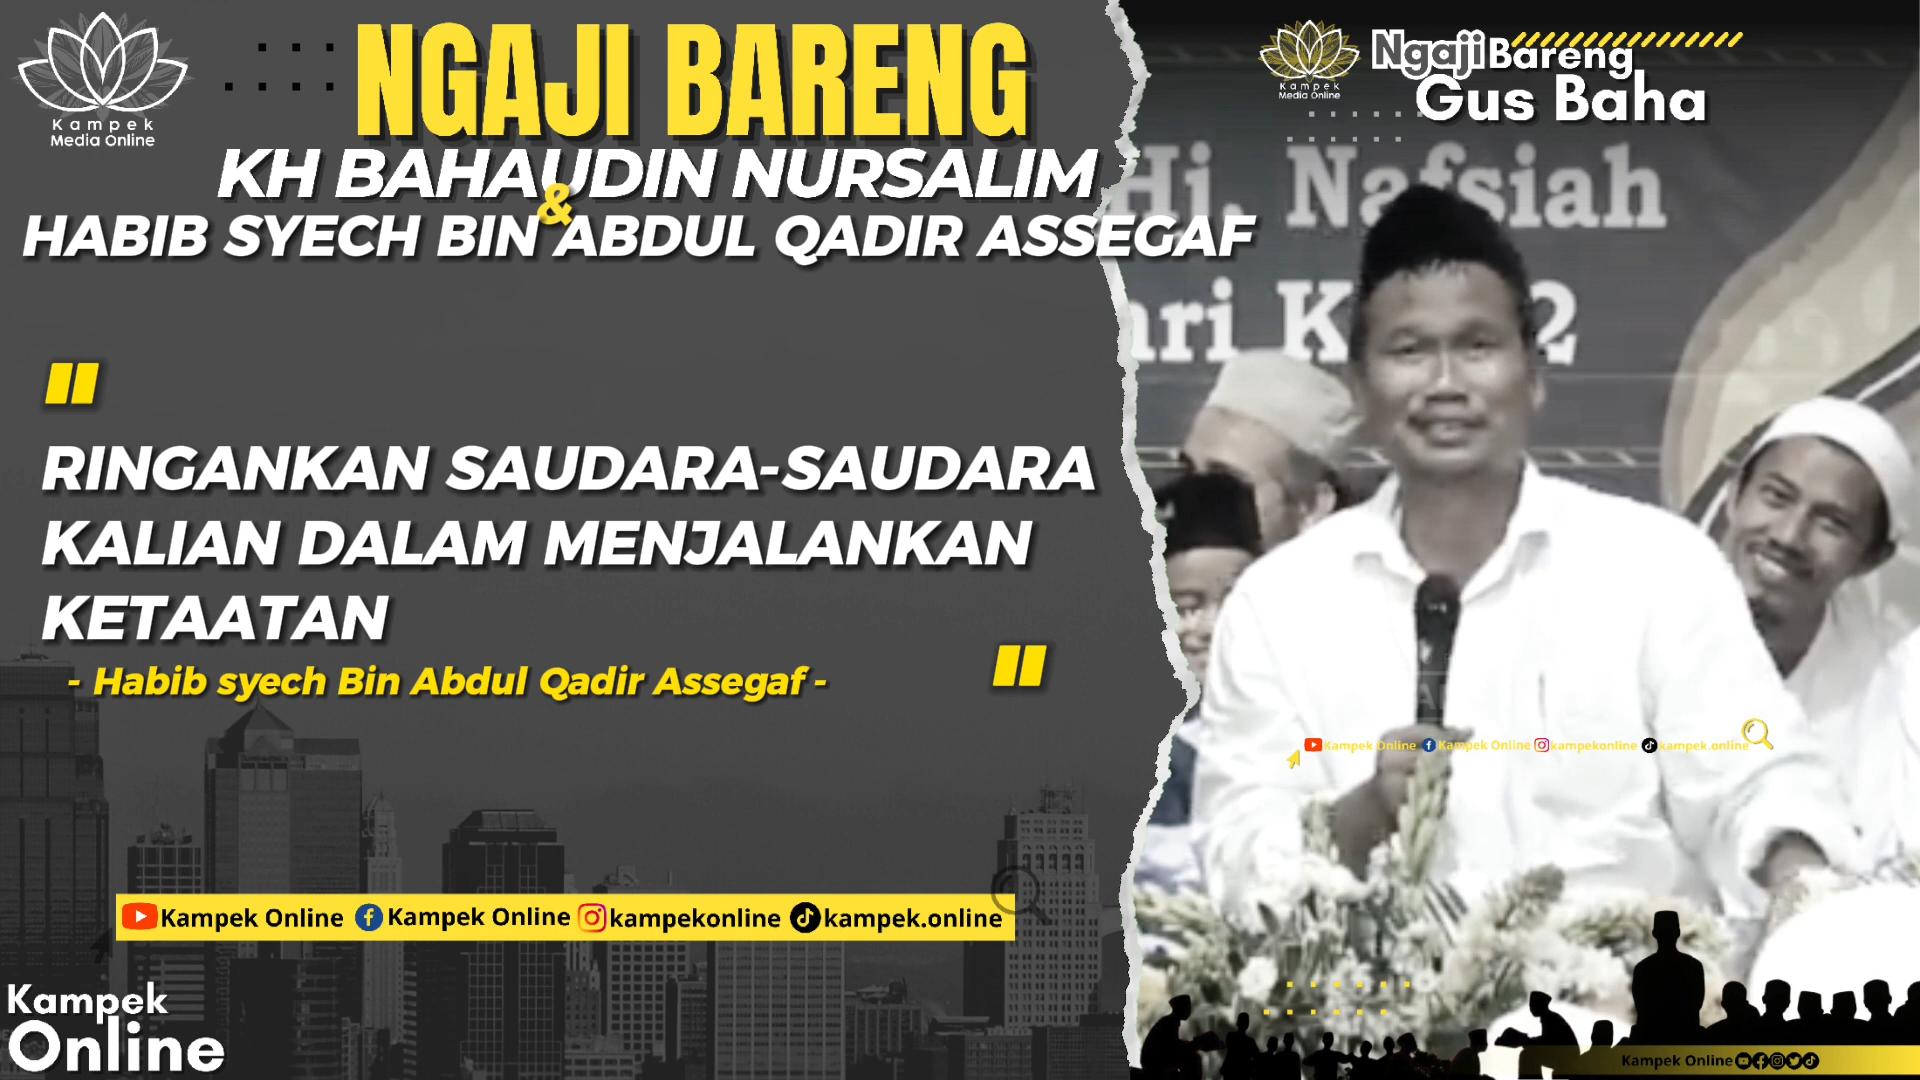 Kampek
Media Online
NGAJI BARENG
KH BAHAUDIN NURSALIM
&
HABIB SYECH BIN ABDUL QADIR ASSEGAF
"
RINGANKAN SAUDARA-SAUDARA
KALIAN DALAM MENJALANKAN
KETAATAN
- Habib syech Bin Abdul Qadir Assegaf -
"
Kampek Online Kampek Online kampekonline kampek.online
Kampek
Online
Kampek
Media Online
Ngaji Bareng
Gus Baha
Hj. Nafsiah
ari K 2
Kampek Online Kampek Online kampekonline kampek.online
Kampek Online